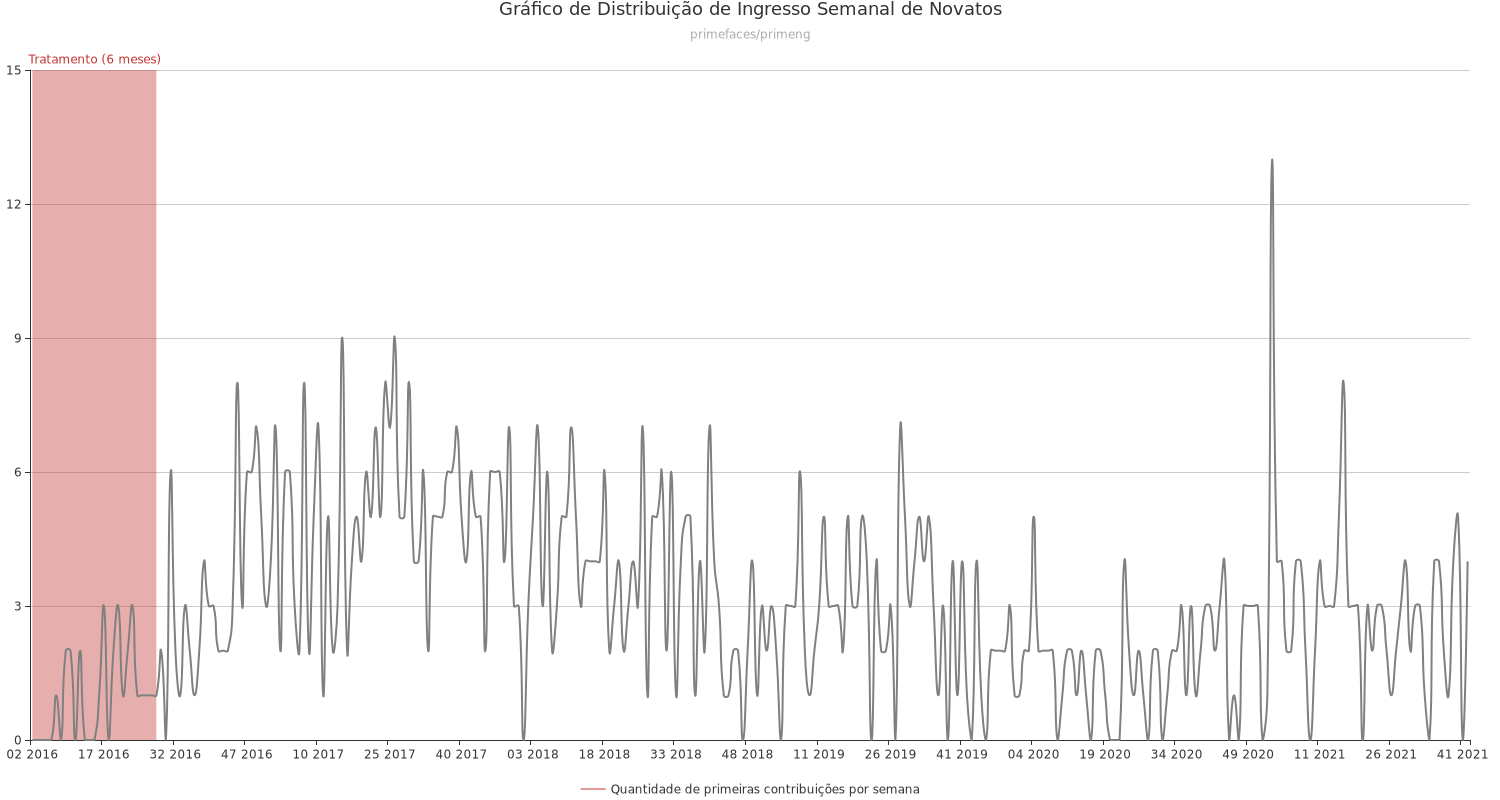 Gráfico de Distribuição de Ingresso Semanal de Novatos
primefaces/primeng
Tratamento (6 meses)
15
12
9
6
3
0
02 2016 17 2016 32 2016 47 2016 10 2017 25 2017 40 2017 03 2018 18 2018 33 2018 48 2018 11 2019 26 2019 41 2019 04 2020 19 2020 34 2020 49 2020 11 2021 26 2021 41 2021
Quantidade de primeiras contribuições por semana